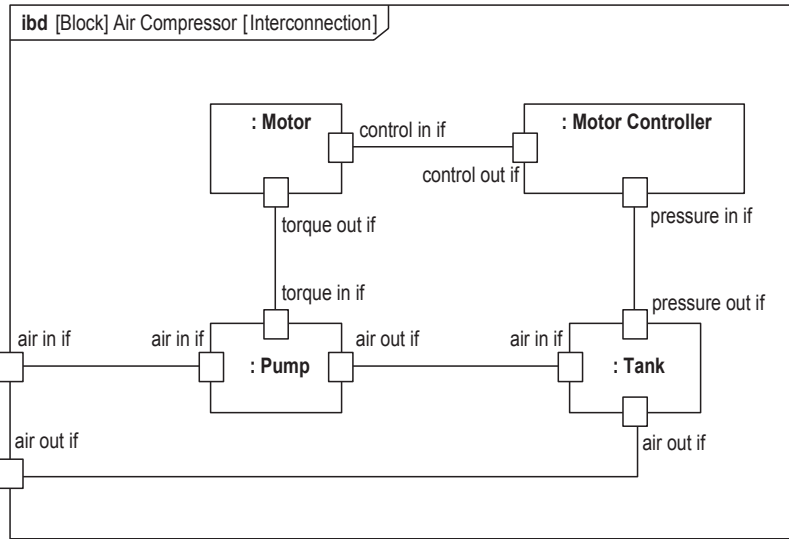 ibd [Block] Air Compressor [Interconnection]
: Motor
: Motor Controller
control in if
control out if
torque out if
pressure in if
torque in if
pressure out if
air in if
air in if
air out if
air in if
: Pump
: Tank
air out if
air out if